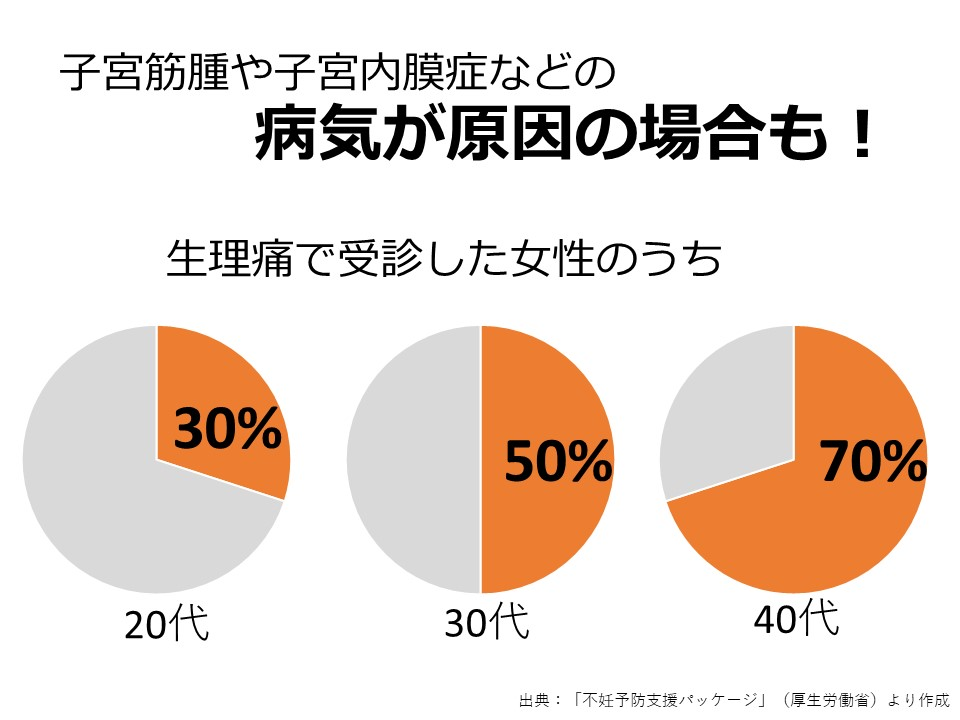 子宮筋腫や子宮内膜症などの
病気が原因の場合も！
生理痛で受診した女性のうち
30%
50%
70%
20代
30代
40代
出典：「不妊予防支援パッケージ」（厚生労働省）より作成